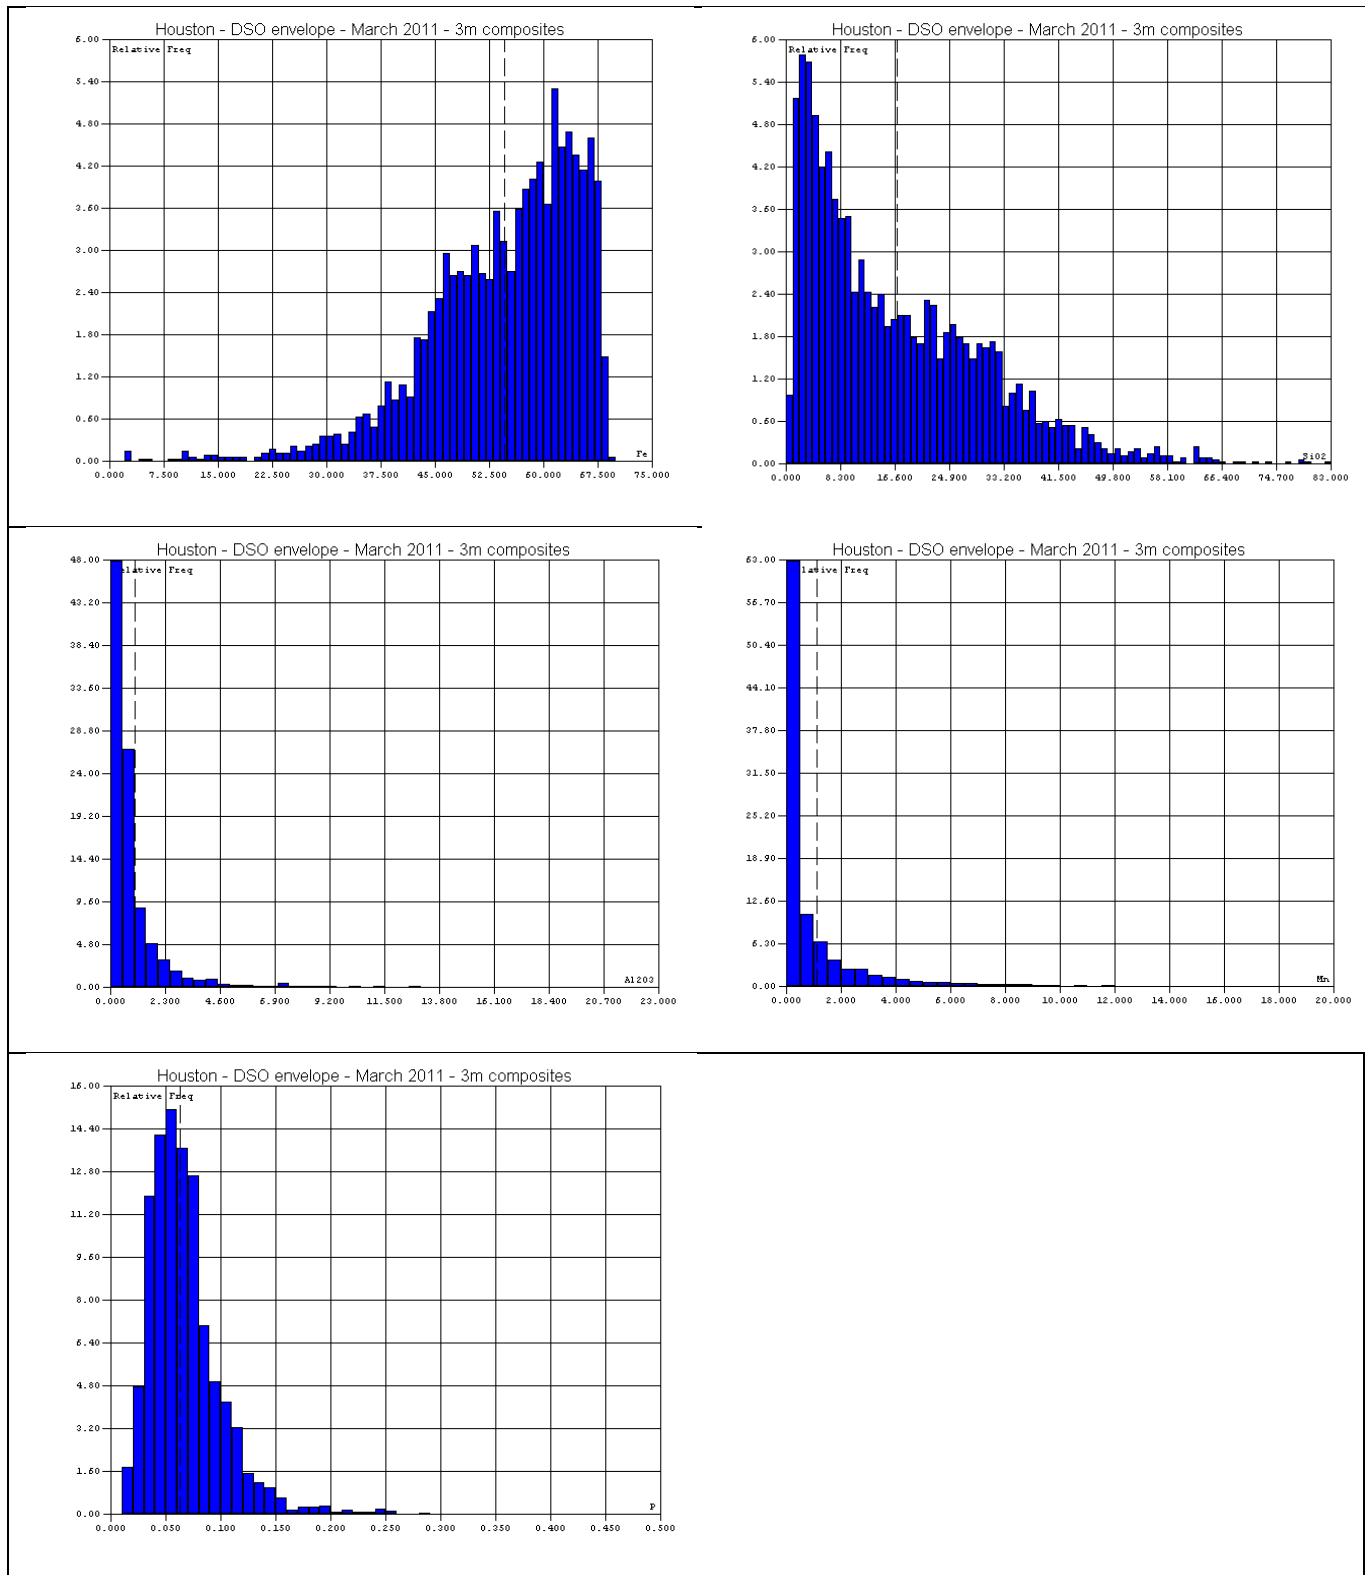 Houston - DSO envelope - March 2011 - 3m composites
Relative Freq
6.00
5.40
4.80
4.20
3.60
3.00
2.40
1.80
1.20
0.60
0.00
Fe
0.000 7.500 15.000 22.500 30.000 37.500 45.000 52.500 60.000 67.500 75.000
Houston - DSO envelope - March 2011 - 3m composites
Relative Freq
6.00
5.40
4.80
4.20
3.60
3.00
2.40
1.80
1.20
0.60
0.00
SiO2
0.000 8.300 16.600 24.900 33.200 41.500 49.800 58.100 66.400 74.700 83.000
Houston - DSO envelope - March 2011 - 3m composites
elative Freq
48.00
43.20
38.40
33.60
28.80
24.00
19.20
14.40
9.60
4.80
0.00
Al2O3
0.000 2.300 4.600 6.900 9.200 11.500 13.800 16.100 18.400 20.700 23.000
Houston - DSO envelope - March 2011 - 3m composites
lative Freq
63.00
56.70
50.40
44.10
37.80
31.50
25.20
18.90
12.60
6.30
0.00
Mn
0.000 2.000 4.000 6.000 8.000 10.000 12.000 14.000 16.000 18.000 20.000
Houston - DSO envelope - March 2011 - 3m composites
Relative Freq
16.00
14.40
12.80
11.20
9.60
8.00
6.40
4.80
3.20
1.60
0.00
P
0.000 0.050 0.100 0.150 0.200 0.250 0.300 0.350 0.400 0.450 0.500